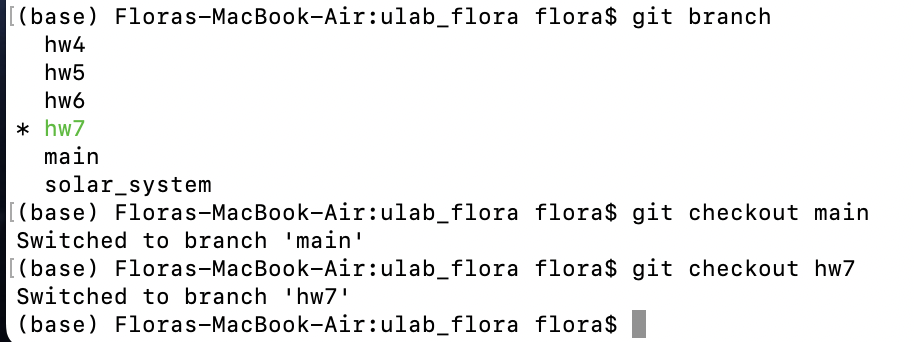 [(base) Floras-MacBook-Air:ulab_flora flora$ git branch
hw4
hw5
hw6
* hw7
main
solar_system
[(base) Floras-MacBook-Air:ulab_flora flora$ git checkout main
Switched to branch 'main'
[(base) Floras-MacBook-Air:ulab_flora flora$ git checkout hw7
Switched to branch 'hw7'
(base) Floras-MacBook-Air:ulab_flora flora$